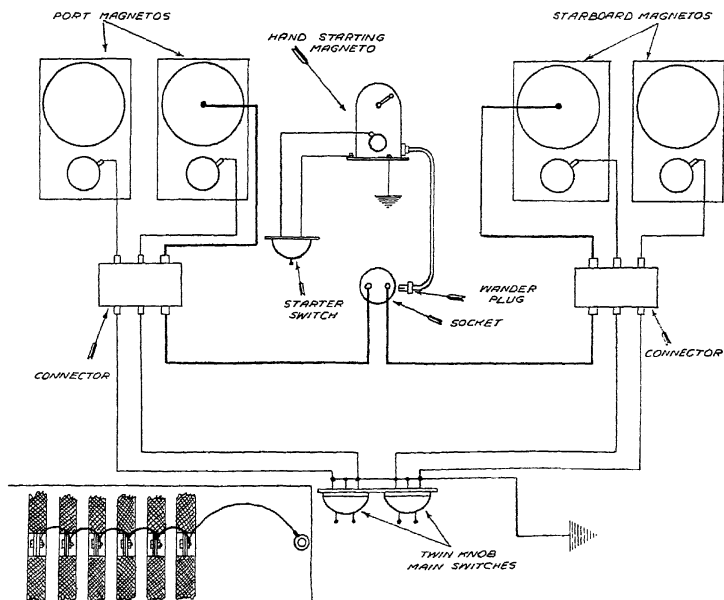 PORT MAGNETOS
HAND STARTING
MAGNETO
STARBOARD MAGNETOS
STARTER
SWITCH
WANDER
PLUG
SOCKET
CONNECTOR
CONNECTOR
TWIN KNOB
MAIN SWITCHES